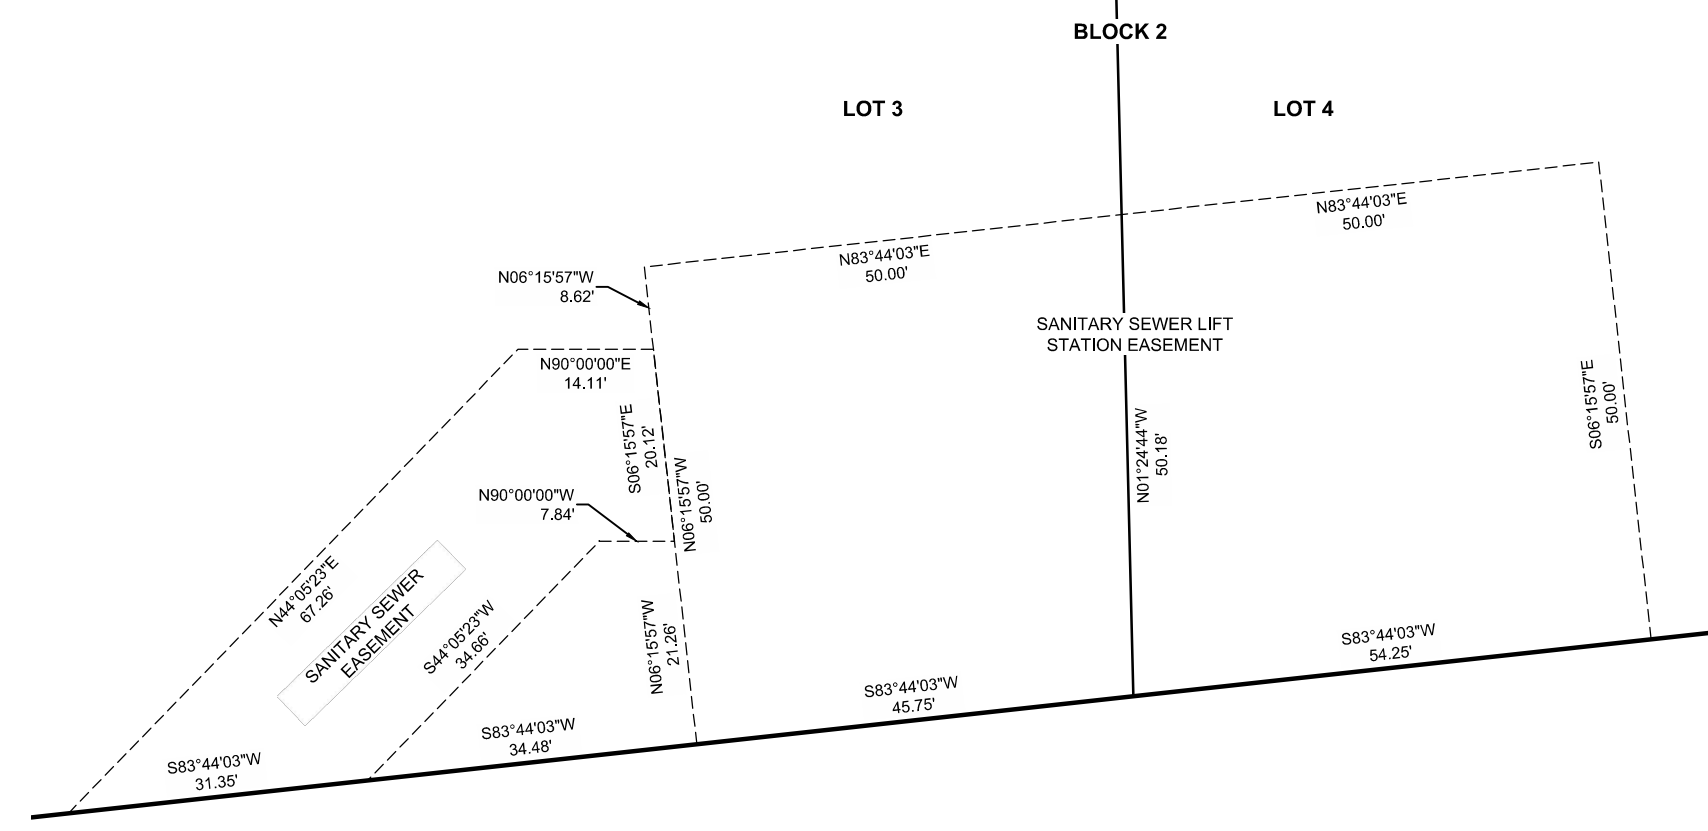 BLOCK 2
LOT 3
LOT 4
N83°44'03"E
50.00'
N83°44'03"E
50.00'
N06°15'57"W
8.62'
SANITARY SEWER LIFT
STATION EASEMENT
N90°00'00"E
14.11'
S06°15'57"E
20.12'
N06°15'57"W
50.00'
N01°24'44"W
50.18'
S06°15'57"E
50.00'
N90°00'00"W
7.84'
N44°05'23"E
67.26'
SANITARY SEWER
EASEMENT
S44°05'23"W
34.66'
N06°15'57"W
21.26'
S83°44'03"W
54.25'
S83°44'03"W
45.75'
S83°44'03"W
34.48'
S83°44'03"W
31.35'